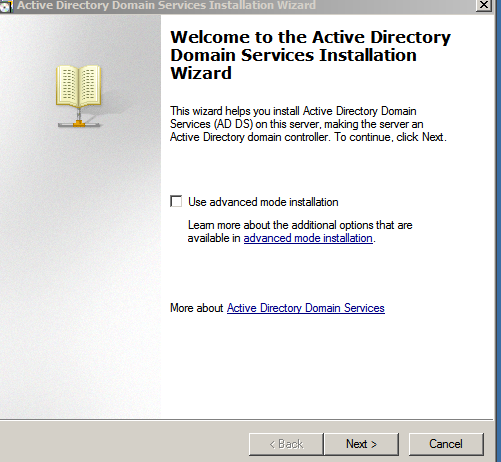 Active Directory Domain Services Installation Wizard
Welcome to the Active Directory
Domain Services Installation
Wizard
This wizard helps you install Active Directory Domain
Services (AD DS) on this server, making the server an
Active Directory domain controller. To continue, click Next.
Use advanced mode installation
Learn more about the additional options that are
available in advanced mode installation.
More about Active Directory Domain Services
< Back Next > Cancel